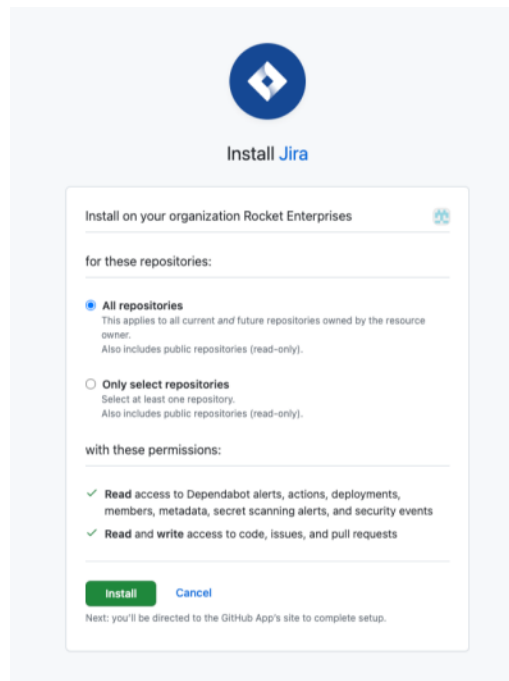 Install Jira
Install on your organization Rocket Enterprises
for these repositories:
All repositories
This applies to all current and future repositories owned by the resource
owner.
Also includes public repositories (read-only).
Only select repositories
Select at least one repository.
Also includes public repositories (read-only).
with these permissions:
Read access to Dependabot alerts, actions, deployments,
members, metadata, secret scanning alerts, and security events
Read and write access to code, issues, and pull requests
Install Cancel
Next: you'll be directed to the GitHub App's site to complete setup.